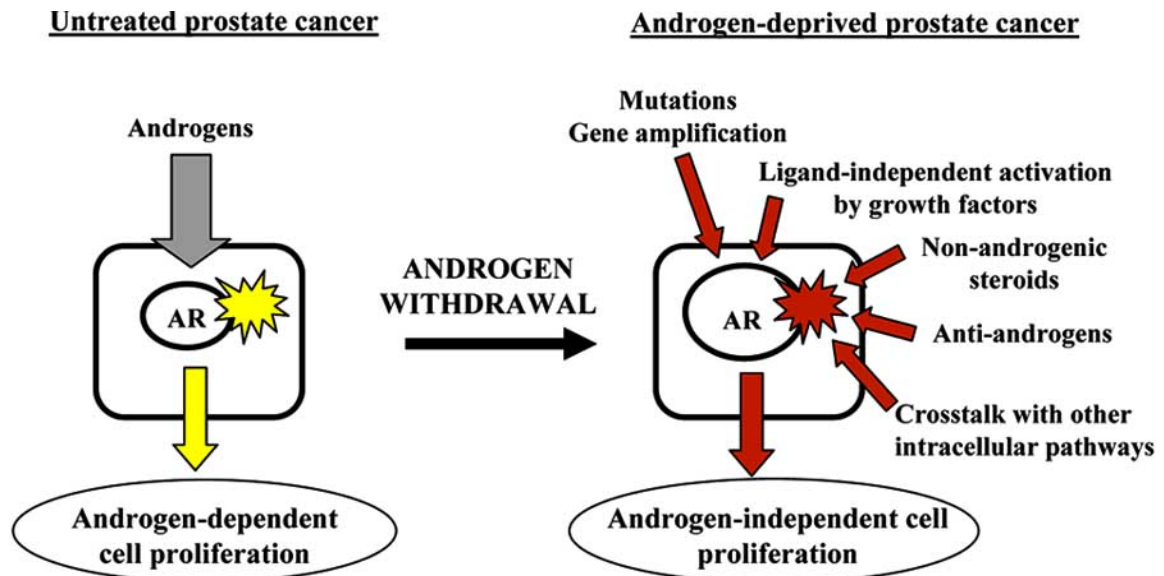 Untreated prostate cancer
Androgens
AR
Androgen-dependent
cell proliferation
ANDROGEN
WITHDRAWAL
Androgen-deprived prostate cancer
Mutations
Gene amplification
Ligand-independent activation
by growth factors
Non-androgenic
steroids
AR
Anti-androgens
Crosstalk with other
intracellular pathways
Androgen-independent cell
proliferation